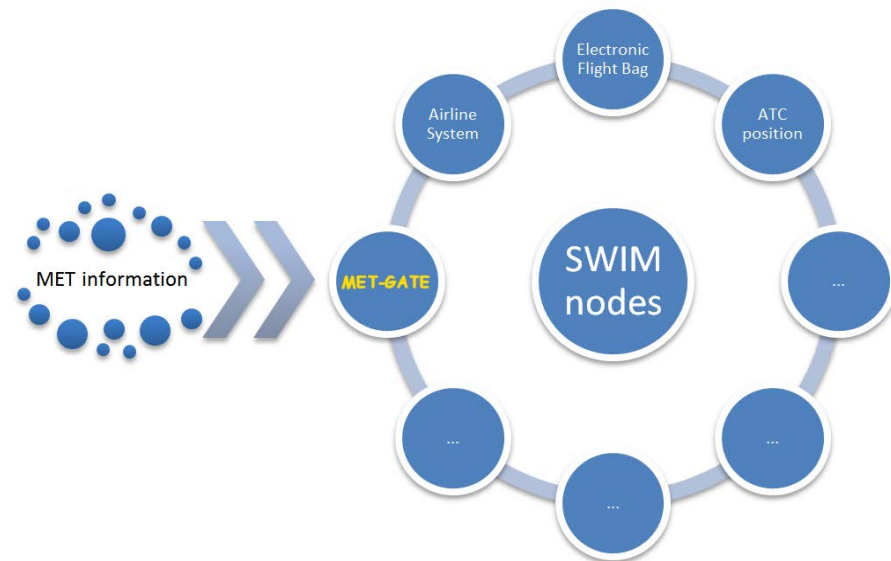 Electronic
Flight Bag
Airline
System
ATC
position
MET information
MET-GATE
SWIM
nodes
...
...
...
...